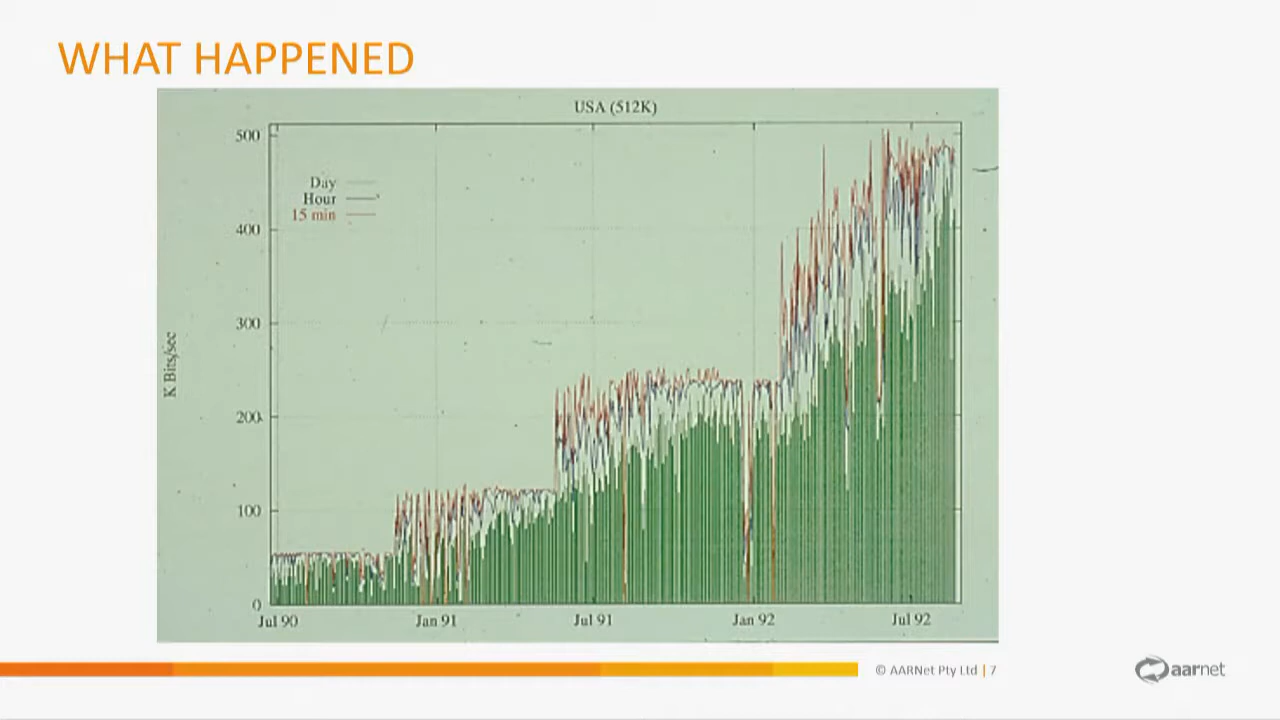 WHAT HAPPENED
USA (512K)
500
400
300
200
100
0
K Bits/sec
Day
Hour
15 min
Jul 90
Jan 91
Jul 91
Jan 92
Jul 92
© AARNet Pty Ltd | 7
aarnet